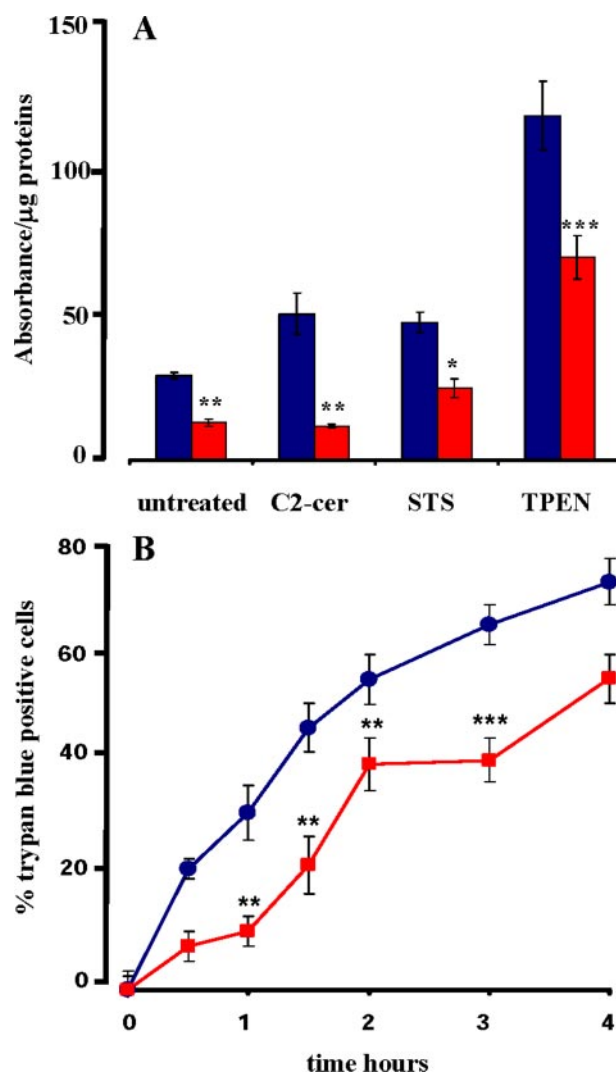 A
150
100
50
0
Absorbance/µg proteins
**
**
*
***
untreated C2-cer STS TPEN
B
80
60
40
20
0
% trypan blue positive cells
**
**
**
***
0 1 2 3 4
time hours